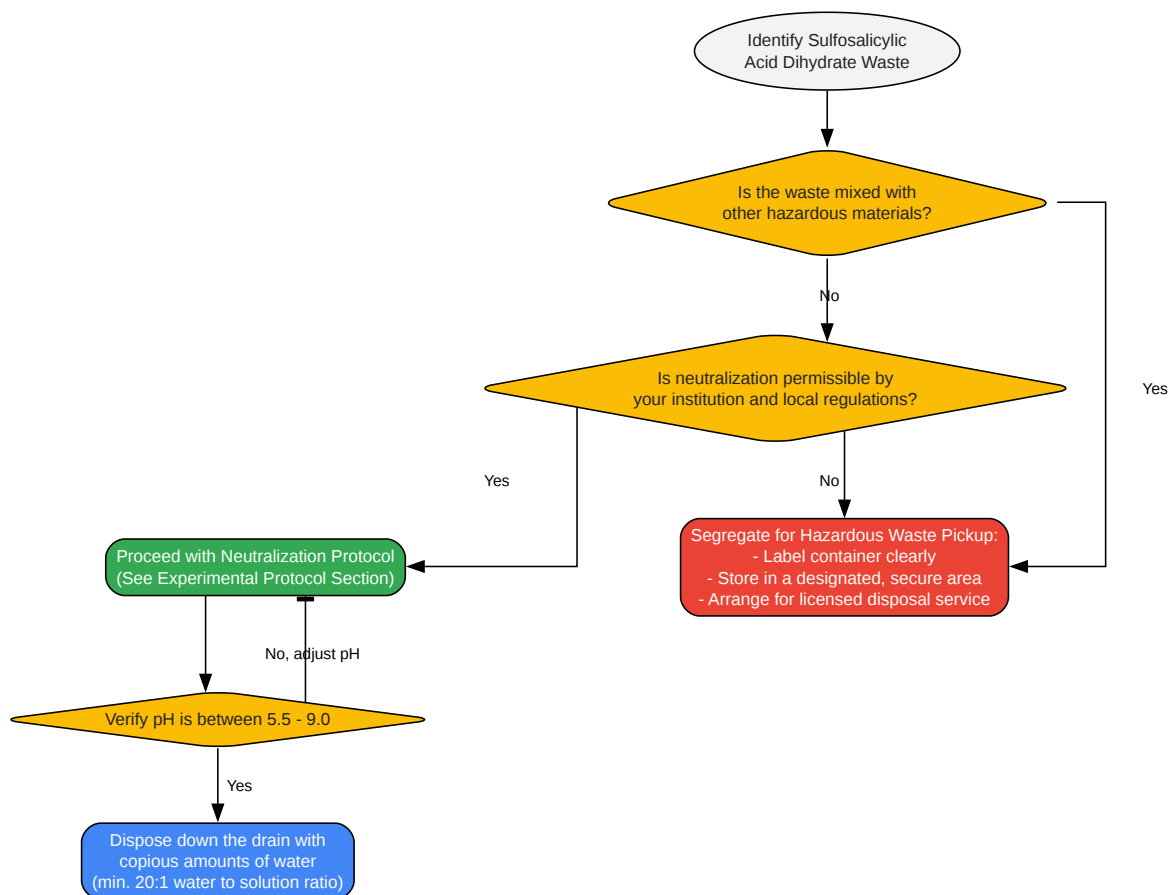 Identify Sulfosalicylic
Acid Dihydrate Waste
Is the waste mixed with
other hazardous materials?
No
Is neutralization permissible by
your institution and local regulations?
Yes
Yes
No
Proceed with Neutralization Protocol
(See Experimental Protocol Section)
Segregate for Hazardous Waste Pickup:
- Label container clearly
- Store in a designated, secure area
- Arrange for licensed disposal service
No, adjust pH
Verify pH is between 5.5 - 9.0
Yes
Dispose down the drain with
copious amounts of water
(min. 20:1 water to solution ratio)